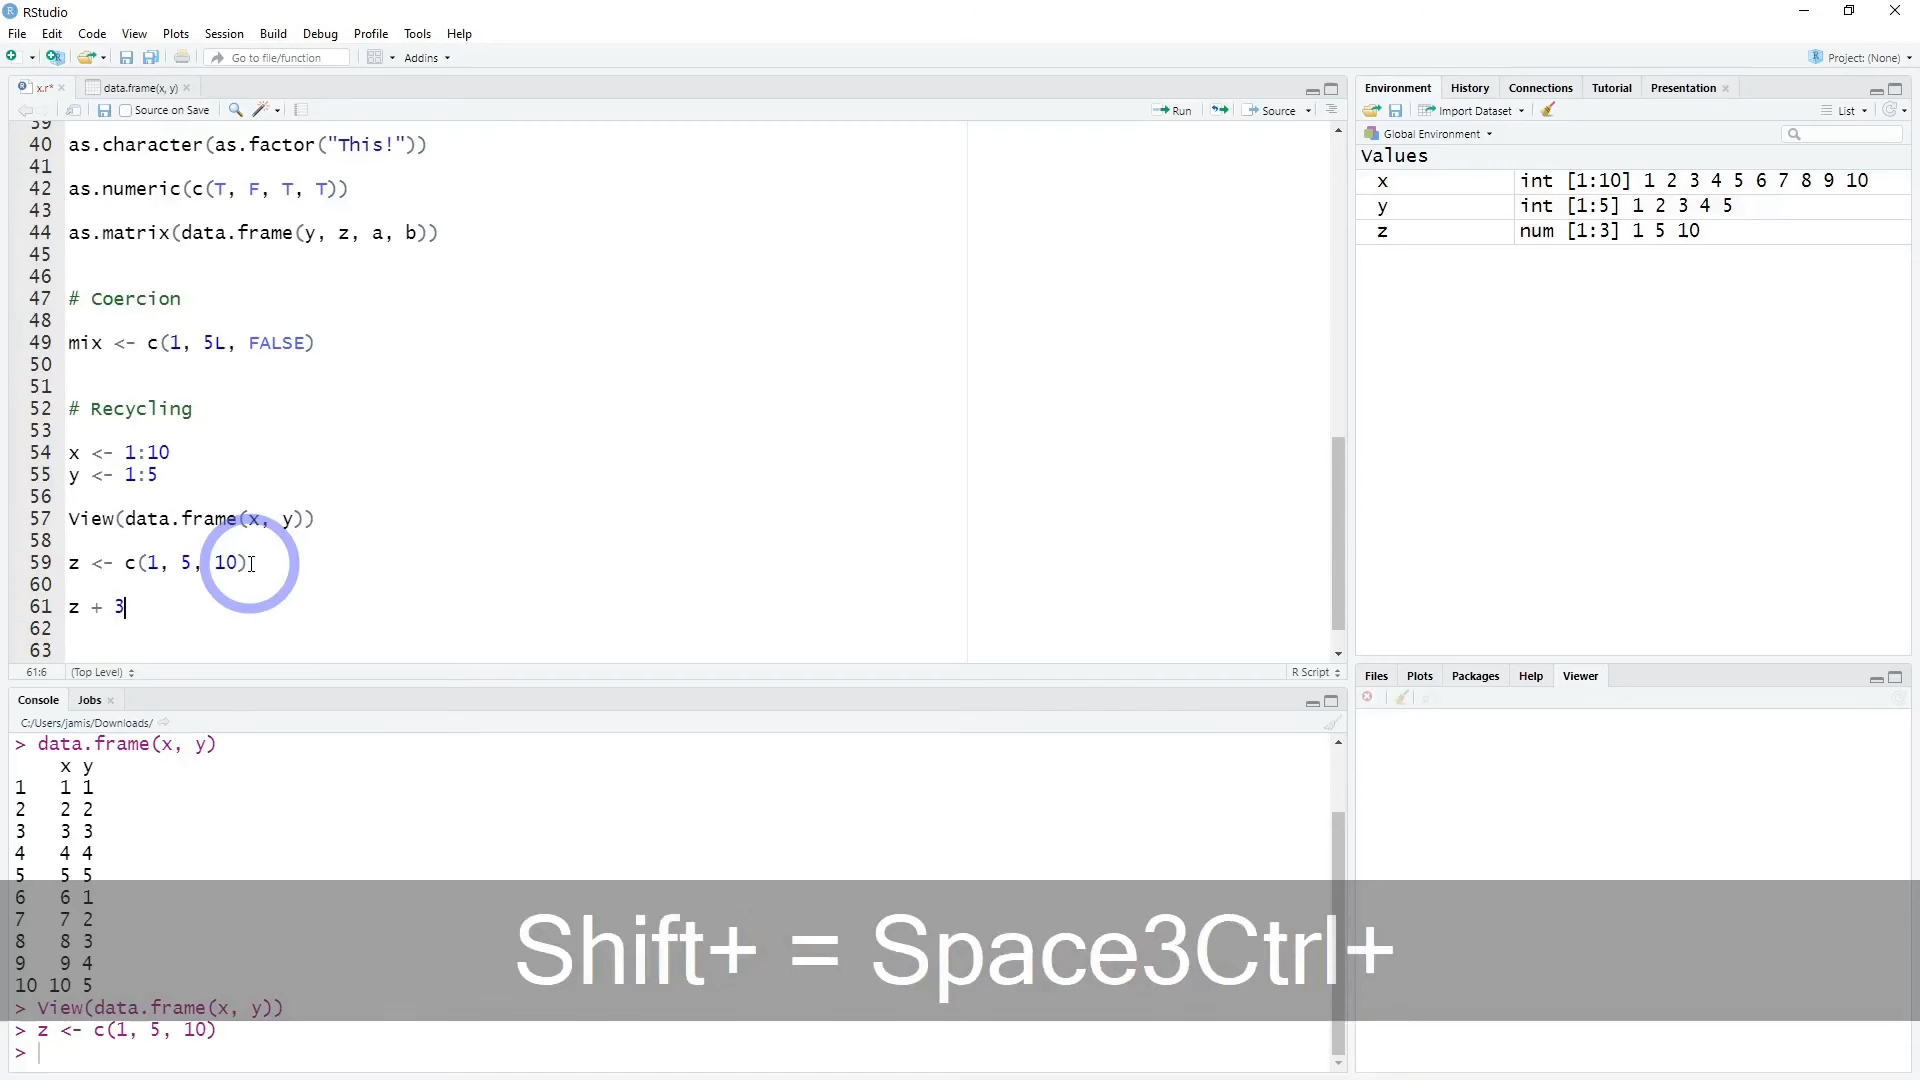 RStudio
File Edit Code View Plots Session Build Debug Profile Tools Help
Go to file/function Addins Project: (None)
x.r* data.frame(x, y)
Source on Save Run Source
39
40 as.character(as.factor("This!"))
41
42 as.numeric(c(T, F, T, T))
43
44 as.matrix(data.frame(y, z, a, b))
45
46
47 # Coercion
48
49 mix <- c(1, 5L, FALSE)
50
51
52 # Recycling
53
54 x <- 1:10
55 y <- 1:5
56
57 View(data.frame(x, y))
58
59 z <- c(1, 5, 10)
60
61 z + 3
62
63
61:6 (Top Level) R Script
Console Jobs
C:/Users/jamis/Downloads/
> data.frame(x, y)
x y
1 1 1
2 2 2
3 3 3
4 4 4
5 5 5
6 6 1
7 7 2
8 8 3
9 9 4
10 10 5
> View(data.frame(x, y))
> z <- c(1, 5, 10)
>
Environment History Connections Tutorial Presentation
Import Dataset List
Global Environment
Values
x int [1:10] 1 2 3 4 5 6 7 8 9 10
y int [1:5] 1 2 3 4 5
z num [1:3] 1 5 10
Files Plots Packages Help Viewer
Shift+ = Space3Ctrl+